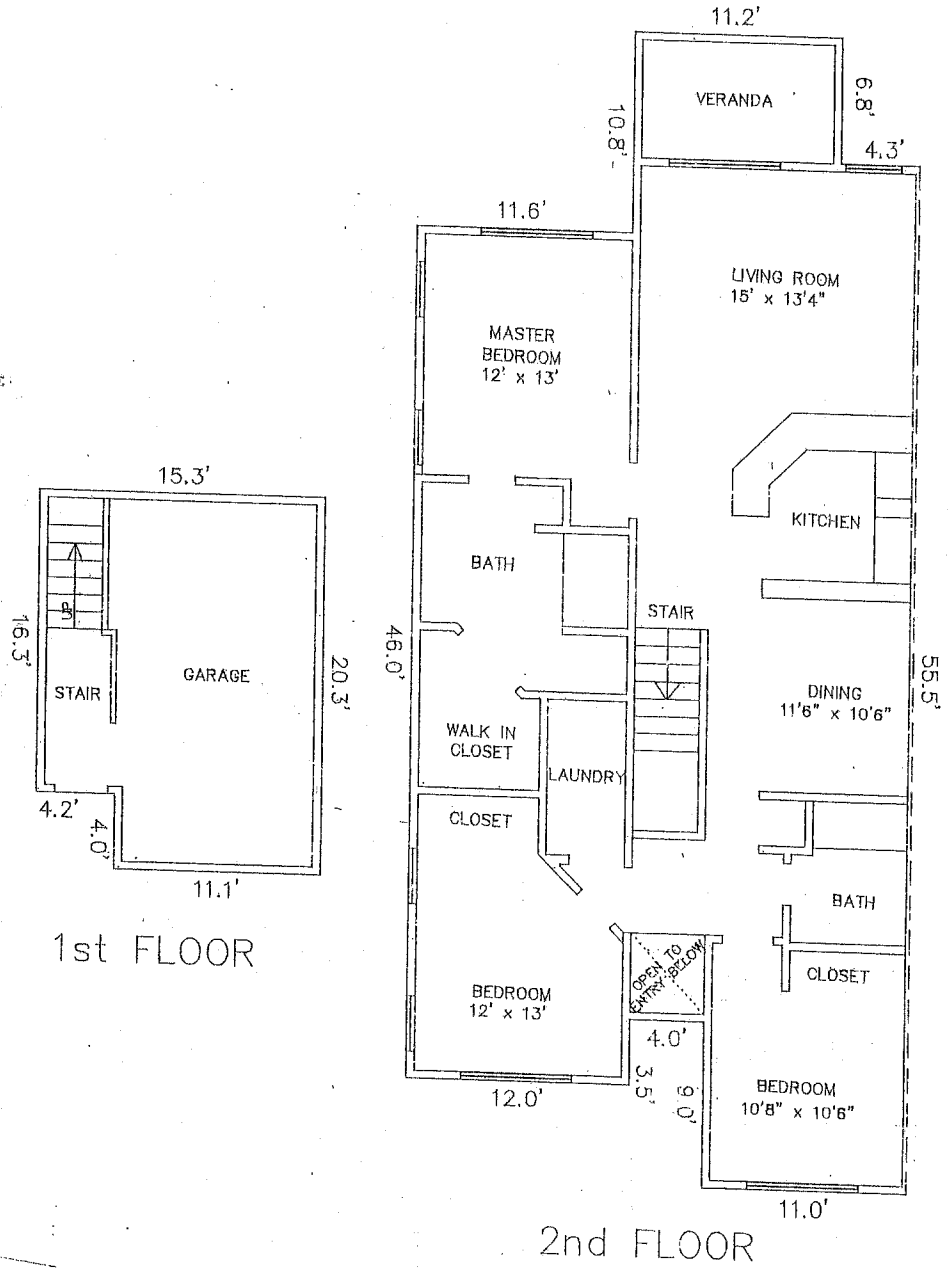 11.2'
VERANDA
6.8'
10.8'
4.3'
11.6'
LIVING ROOM
15' x 13'4"
MASTER
BEDROOM
12' x 13'
15.3'
KITCHEN
BATH
STAIR
16.3'
UP
46.0'
GARAGE
20.3'
STAIR
55.5'
DINING
11'6" x 10'6"
WALK IN
CLOSET
LAUNDRY
4.2'
4.0'
CLOSET
11.1'
BATH
1st FLOOR
OPEN TO
ENTRY BELOW
CLOSET
BEDROOM
12' x 13'
4.0'
3.5'
9.0'
BEDROOM
10'8" x 10'6"
12.0'
11.0'
2nd FLOOR